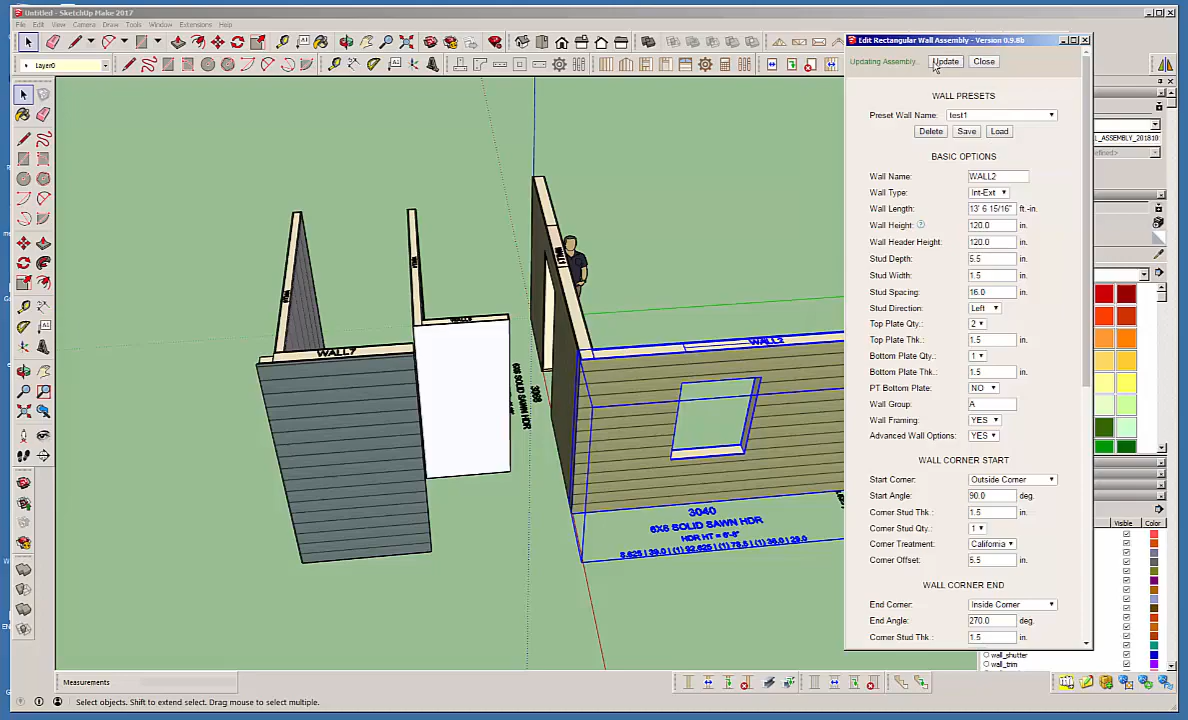 Untitled - SketchUp Make 2017
File Edit View Camera Draw Tools Window Extensions Help
Layer0
Edit Rectangular Wall Assembly - Version 0.9.8b
Updating Assembly... Update Close
WALL PRESETS
Preset Wall Name: test1
Delete Save Load
BASIC OPTIONS
Wall Name: WALL2
Wall Type: Int-Ext
Wall Length: 13' 6 15/16" ft.-in.
Wall Height: 120.0 in.
Wall Header Height: 120.0 in.
Stud Depth: 5.5 in.
Stud Width: 1.5 in.
Stud Spacing: 16.0 in.
Stud Direction: Left
Top Plate Qty.: 2
Top Plate Thk.: 1.5 in.
Bottom Plate Qty.: 1
Bottom Plate Thk.: 1.5 in.
PT Bottom Plate: NO
Wall Group: A
Wall Framing: YES
Advanced Wall Options: YES
WALL CORNER START
Start Corner: Outside Corner
Start Angle: 90.0 deg.
Corner Stud Thk.: 1.5 in.
Corner Stud Qty.: 1
Corner Treatment: California
Corner Offset: 5.5 in.
WALL CORNER END
End Corner: Inside Corner
End Angle: 270.0 deg.
Corner Stud Thk.: 1.5 in.
WALL7
WALL2
3068
6X6 SOLID SAWN HDR
3040
6X6 SOLID SAWN HDR
HDR HT = 6'-8"
Visible Color
wall_shutter
wall_trim
Measurements
Select objects. Shift to extend select. Drag mouse to select multiple.